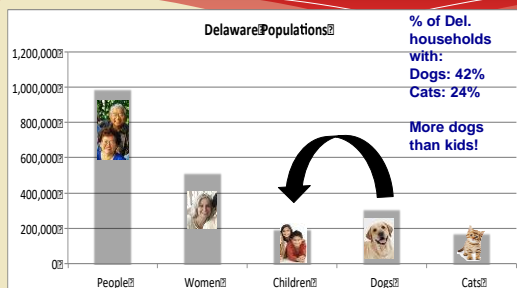 Delaware⍰Populations⍰
% of Del.
households
with:
Dogs: 42%
Cats: 24%
More dogs
than kids!
1,200,000⍰
1,000,000⍰
800,000⍰
600,000⍰
400,000⍰
200,000⍰
0⍰
People⍰ Women⍰ Children⍰ Dogs⍰ Cats⍰